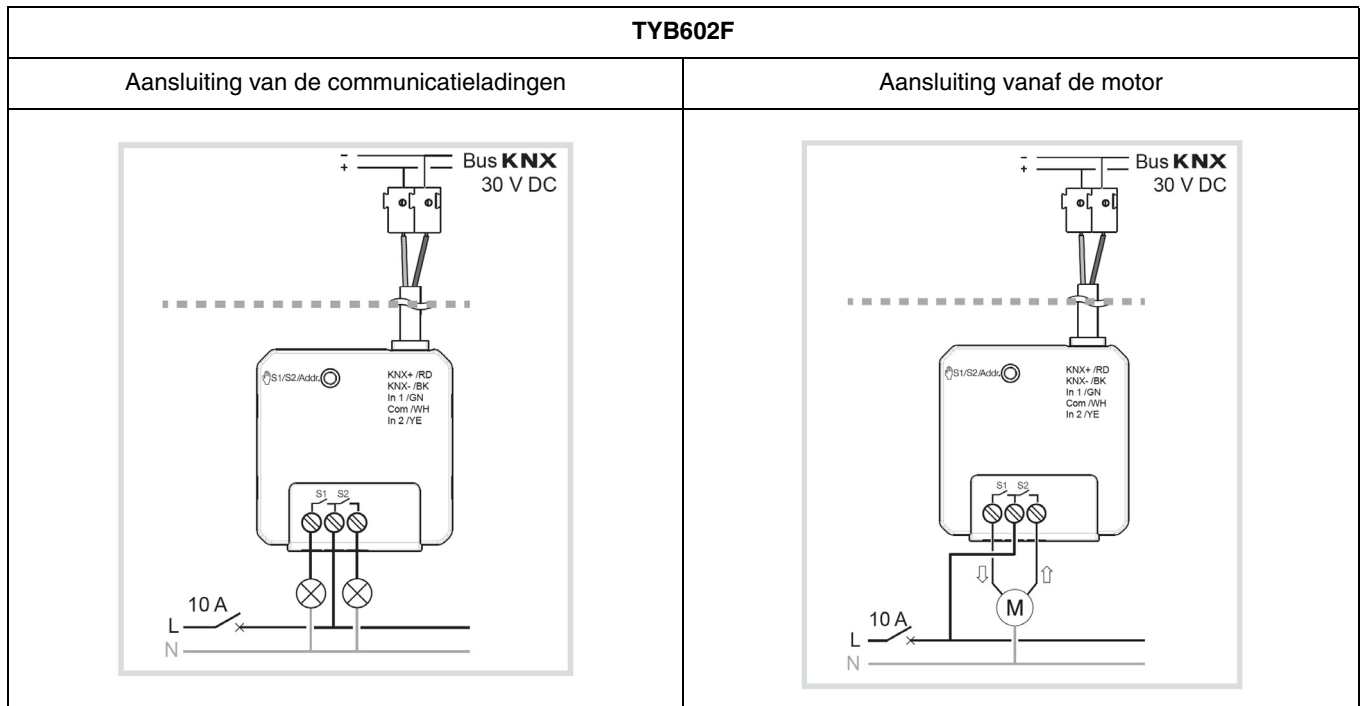 TYB602F
Aansluiting van de communicatieladingen
Aansluiting vanaf de motor
-
+
Bus KNX
30 V DC
S1/S2/Addr.
KNX+ /RD
KNX- /BK
In 1 /GN
Com /WH
In 2 /YE
S1 S2
10 A
L
N
-
+
Bus KNX
30 V DC
S1/S2/Addr.
KNX+ /RD
KNX- /BK
In 1 /GN
Com /WH
In 2 /YE
S1 S2
M
10 A
L
N